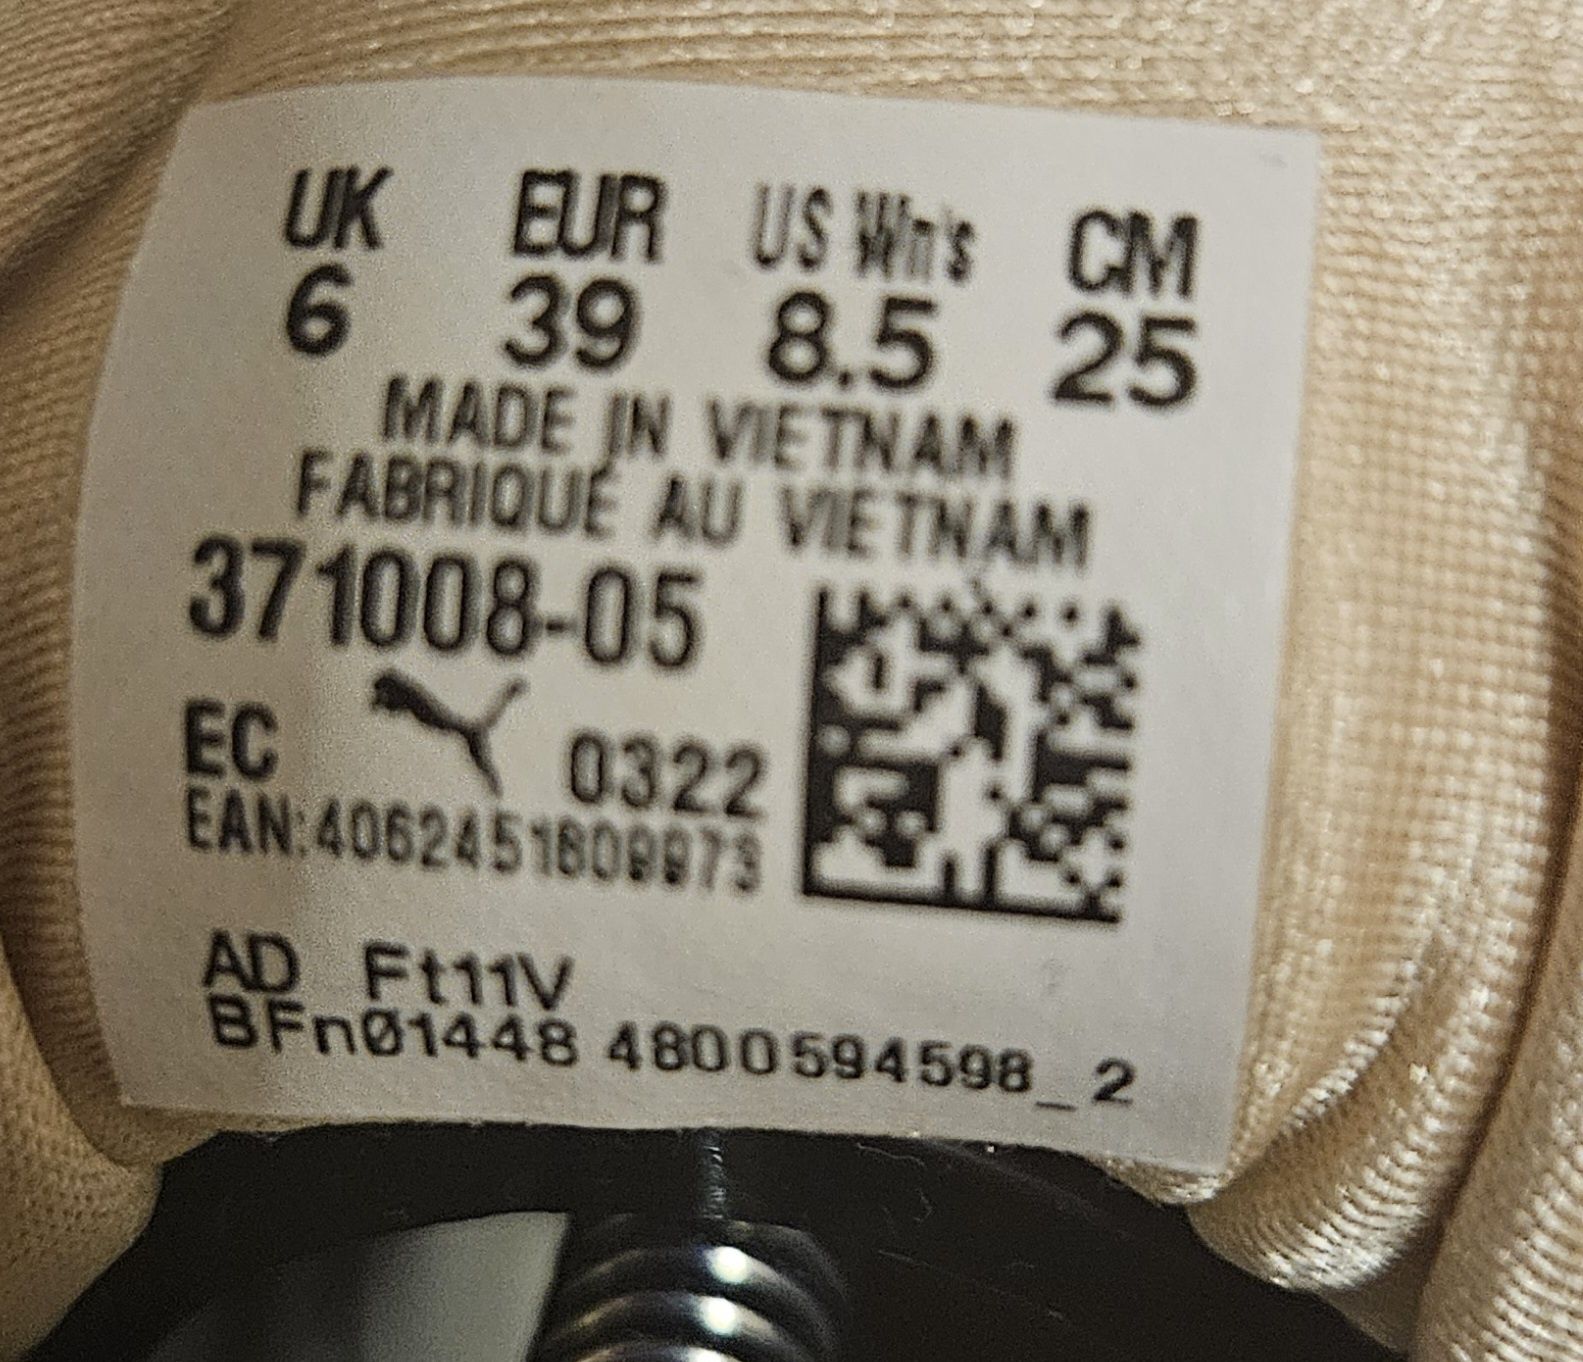 UK EUR US Wn's CM
6 39 8.5 25
MADE IN VIETNAM
FABRIQUÉ AU VIETNAM
371008-05
EC 0322
EAN:4062451609973
AD Ft11V
BFn01448 4800594598_2